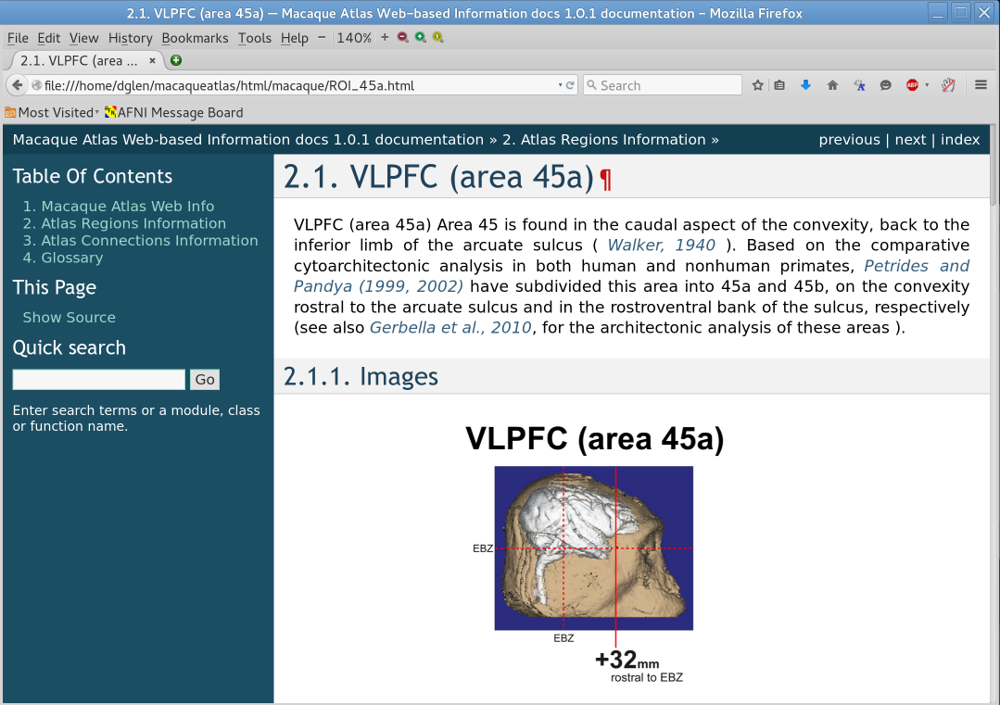 2.1. VLPFC (area 45a) — Macaque Atlas Web-based Information docs 1.0.1 documentation - Mozilla Firefox
File Edit View History Bookmarks Tools Help − 140% +
2.1. VLPFC (area ... ×
file:///home/dglen/macaqueatlas/html/macaque/ROI_45a.html
Search
ABP
Most Visited
AFNI Message Board
Macaque Atlas Web-based Information docs 1.0.1 documentation » 2. Atlas Regions Information »
previous | next | index
Table Of Contents
1. Macaque Atlas Web Info
2. Atlas Regions Information
3. Atlas Connections Information
4. Glossary
This Page
Show Source
Quick search
Go
Enter search terms or a module, class
or function name.
2.1. VLPFC (area 45a) ¶
VLPFC (area 45a) Area 45 is found in the caudal aspect of the convexity, back to the
inferior limb of the arcuate sulcus ( Walker, 1940 ). Based on the comparative
cytoarchitectonic analysis in both human and nonhuman primates, Petrides and
Pandya (1999, 2002) have subdivided this area into 45a and 45b, on the convexity
rostral to the arcuate sulcus and in the rostroventral bank of the sulcus, respectively
(see also Gerbella et al., 2010, for the architectonic analysis of these areas ).
2.1.1. Images
VLPFC (area 45a)
EBZ
EBZ
+32mm
rostral to EBZ